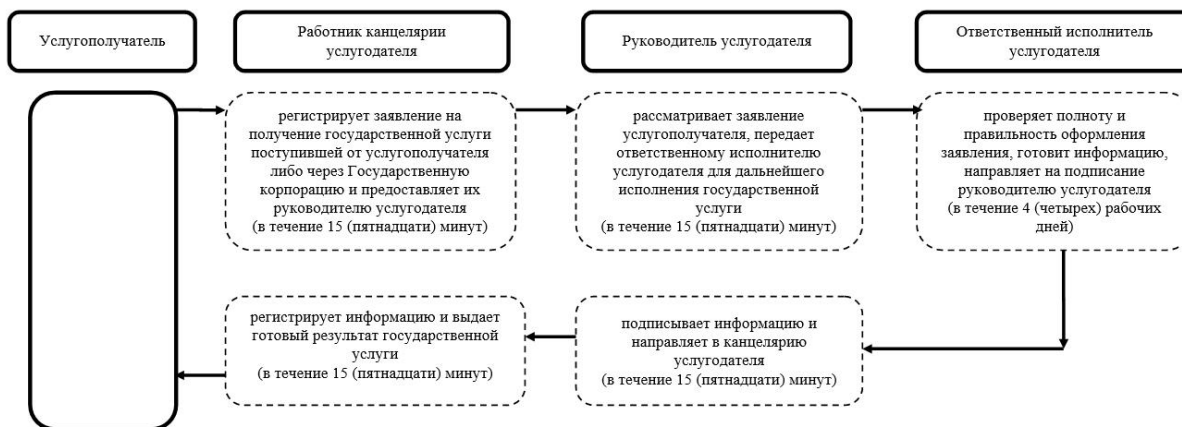 Услугополучатель
Работник канцелярии
услугодателя
Руководитель услугодателя
Ответственный исполнитель
услугодателя
регистрирует заявление на
получение государственной услуги
поступившей от услугополучателя
либо через Государственную
корпорацию и предоставляет их
руководителю услугодателя
(в течение 15 (пятнадцати) минут)
рассматривает заявление
услугополучателя, передает
ответственному исполнителю
услугодателя для дальнейшего
исполнения государственной
услуги
(в течение 15 (пятнадцати) минут)
проверяет полноту и
правильность оформления
заявления, готовит информацию,
направляет на подписание
руководителю услугодателя
(в течение 4 (четырех) рабочих
дней)
регистрирует информацию и выдает
готовый результат государственной
услуги
(в течение 15 (пятнадцати) минут)
подписывает информацию и
направляет в канцелярию
услугодателя
(в течение 15 (пятнадцати) минут)